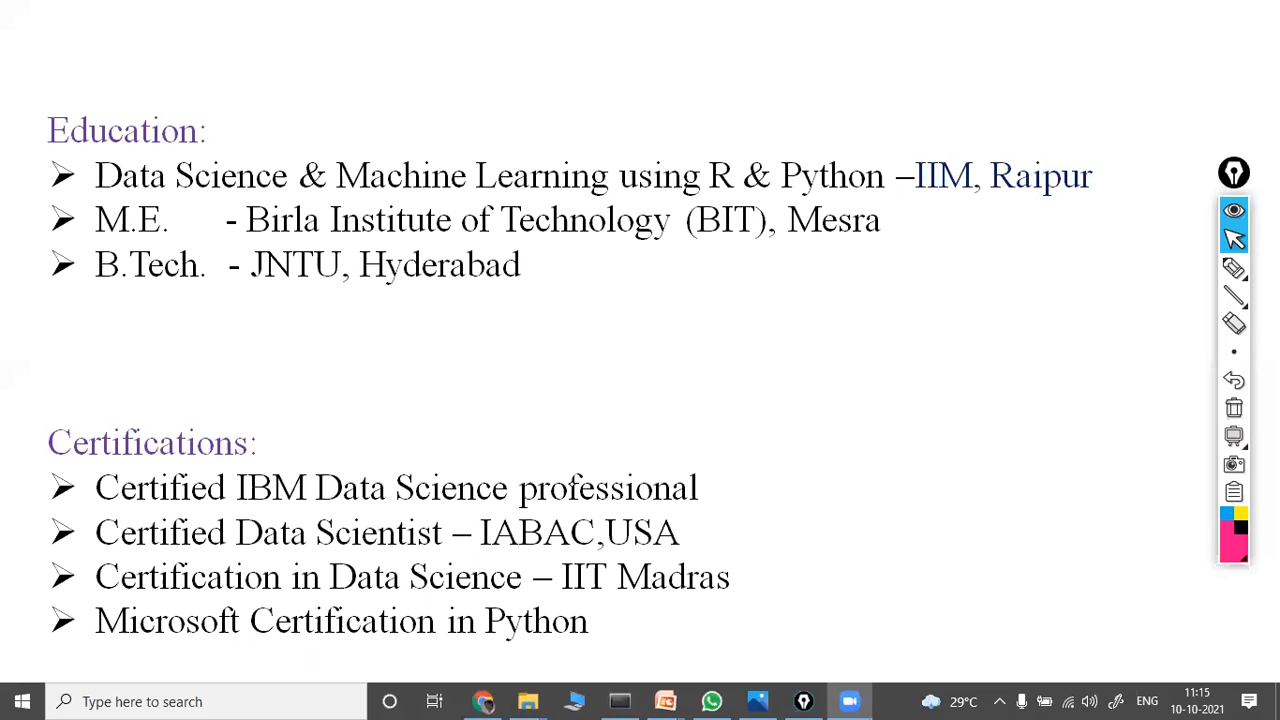 Education:
➢ Data Science & Machine Learning using R & Python –IIM, Raipur
➢ M.E. - Birla Institute of Technology (BIT), Mesra
➢ B.Tech. - JNTU, Hyderabad
Certifications:
➢ Certified IBM Data Science professional
➢ Certified Data Scientist – IABAC,USA
➢ Certification in Data Science – IIT Madras
➢ Microsoft Certification in Python
Type here to search
29°C
ENG
11:15
10-10-2021